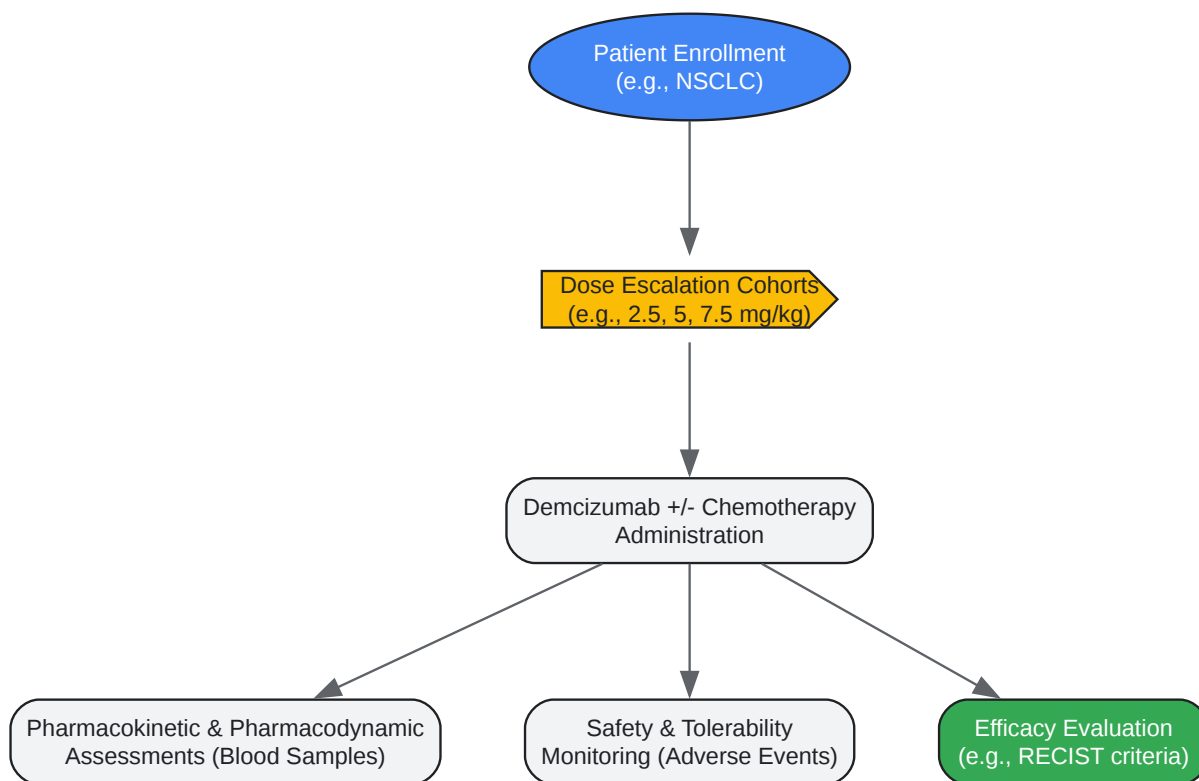 Patient Enrollment
(e.g., NSCLC)
Dose Escalation Cohorts
(e.g., 2.5, 5, 7.5 mg/kg)
Demcizumab +/- Chemotherapy
Administration
Pharmacokinetic & Pharmacodynamic
Assessments (Blood Samples)
Safety & Tolerability
Monitoring (Adverse Events)
Efficacy Evaluation
(e.g., RECIST criteria)